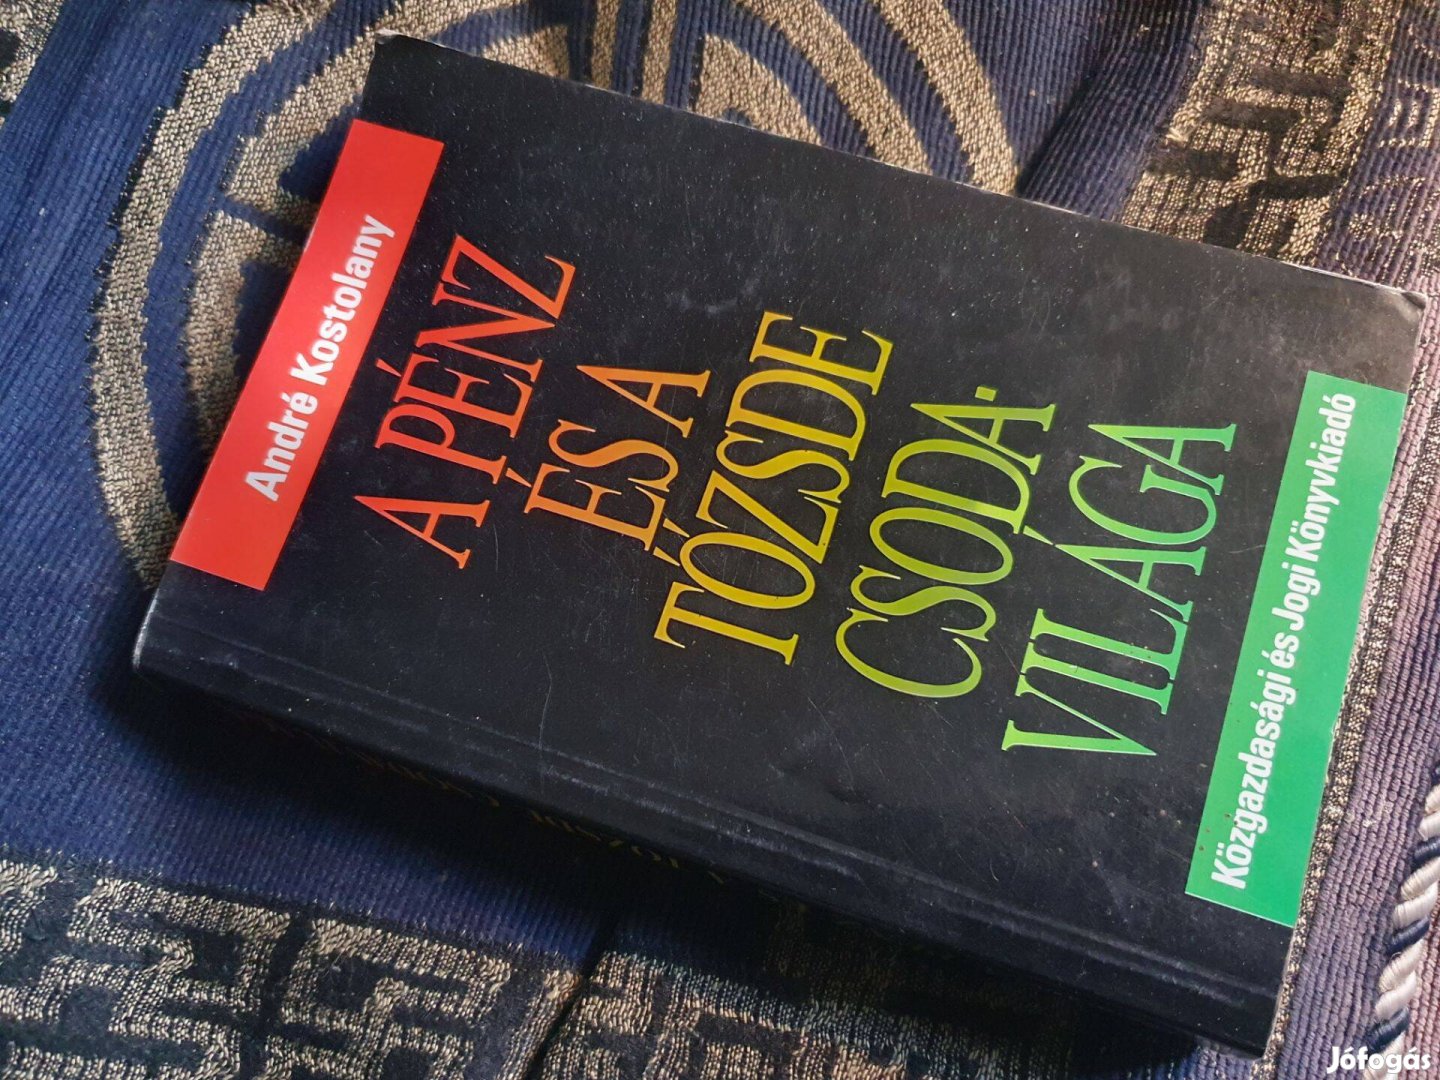 André Kostolany
A PÉNZ
ÉS A
TŐZSDE
CSODA-
VILÁGA
Közgazdasági és Jogi Könyvkiadó
Jófogás